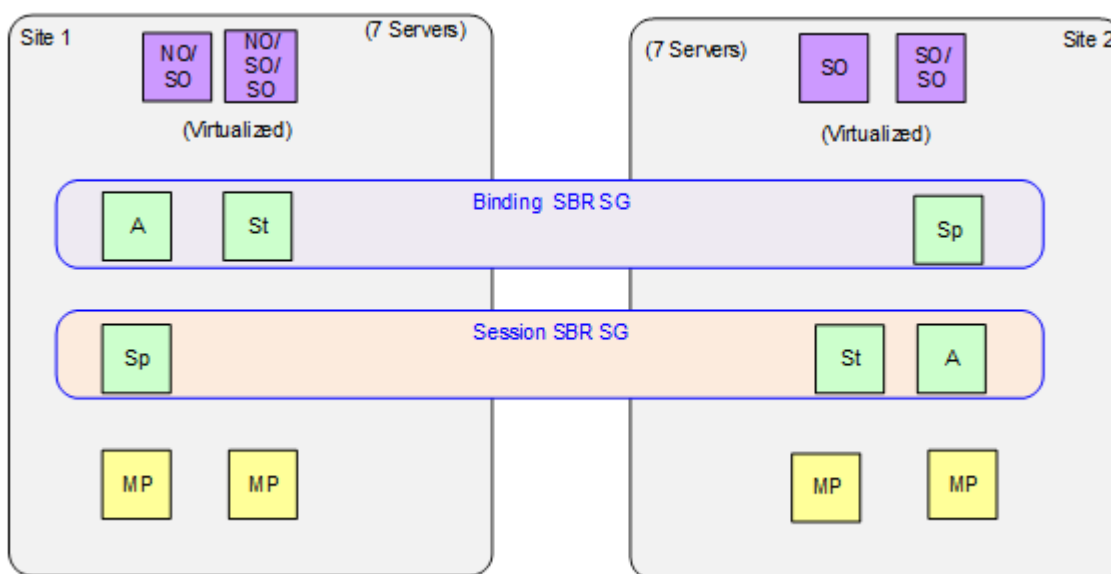 Site 1
(7 Servers)
NO/
SO
NO/
SO/
SO
(Virtualized)
(7 Servers)
Site 2
SO
SO/
SO
(Virtualized)
Binding SBR SG
A
St
Sp
Session SBR SG
Sp
St
A
MP
MP
MP
MP